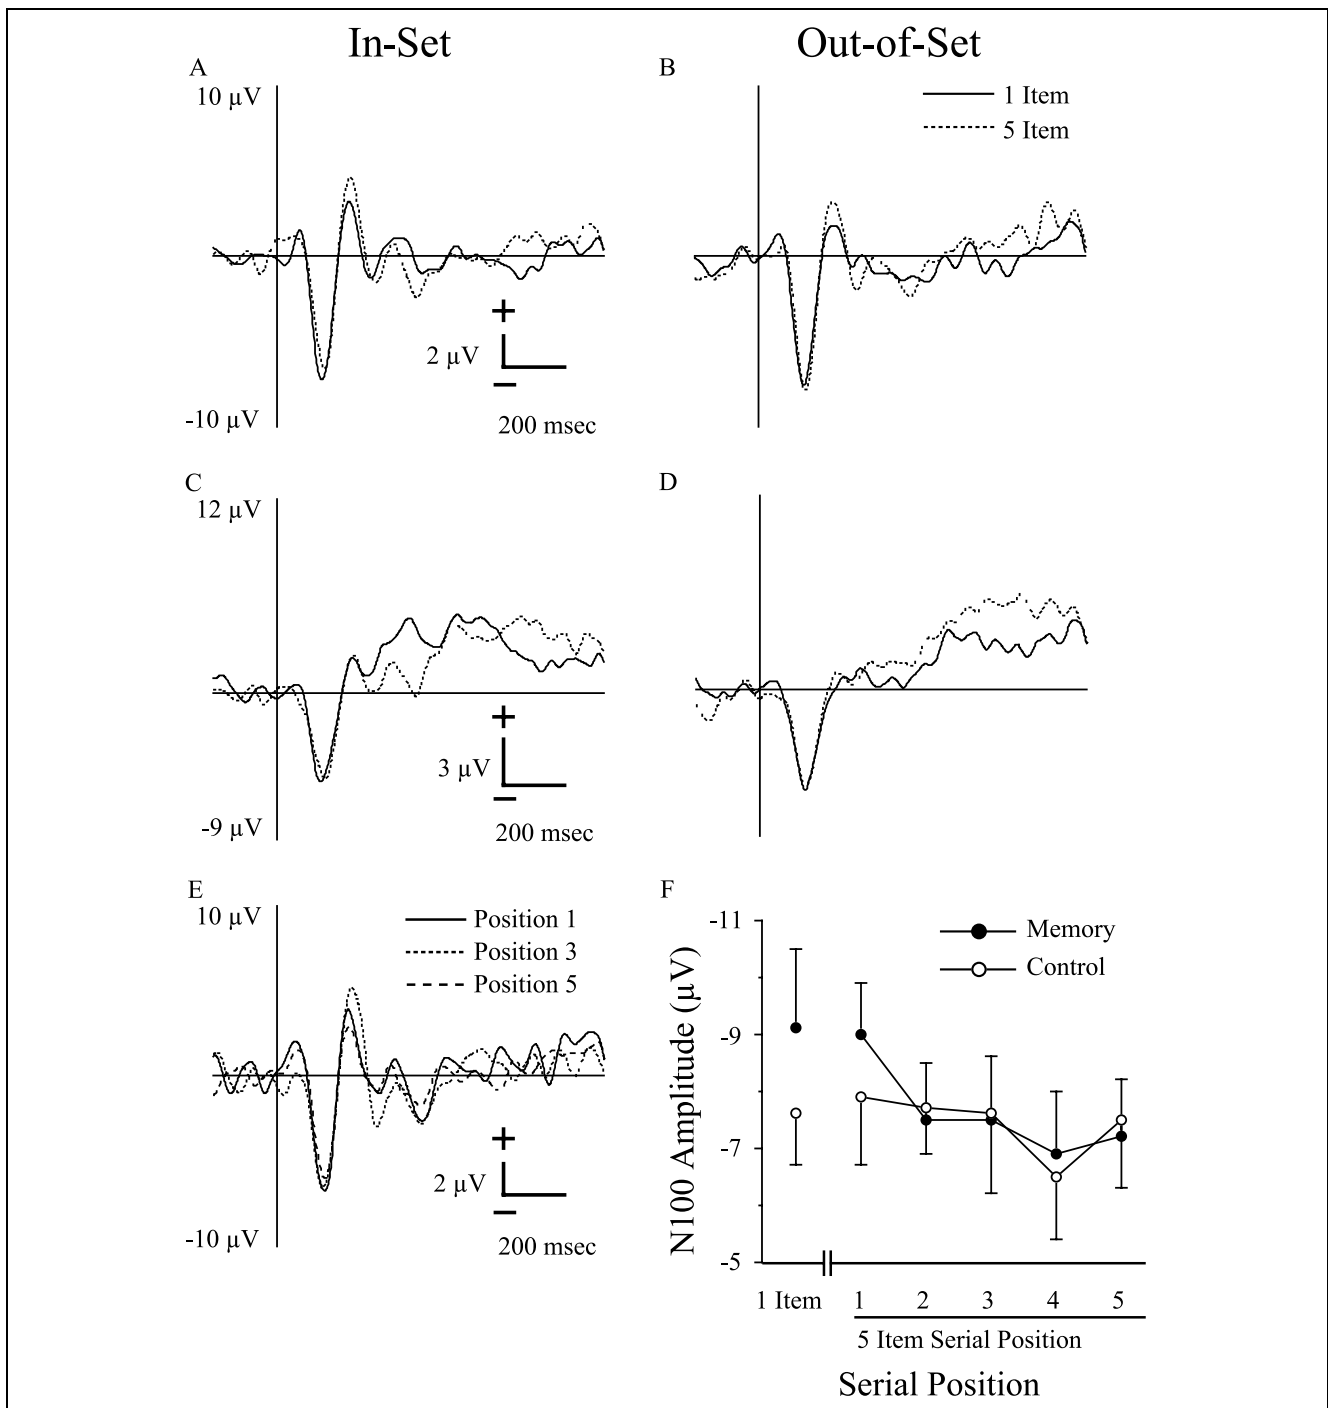 In-Set
Out-of-Set
A
B
10 µV
1 Item
5 Item
+
2 µV
−
-10 µV
200 msec
C
D
12 µV
+
3 µV
−
-9 µV
200 msec
E
F
10 µV
Position 1
Position 3
Position 5
+
2 µV
−
-10 µV
200 msec
Memory
Control
N100 Amplitude (µV)
-11
-9
-7
-5
1 Item 1 2 3 4 5
5 Item Serial Position
Serial Position